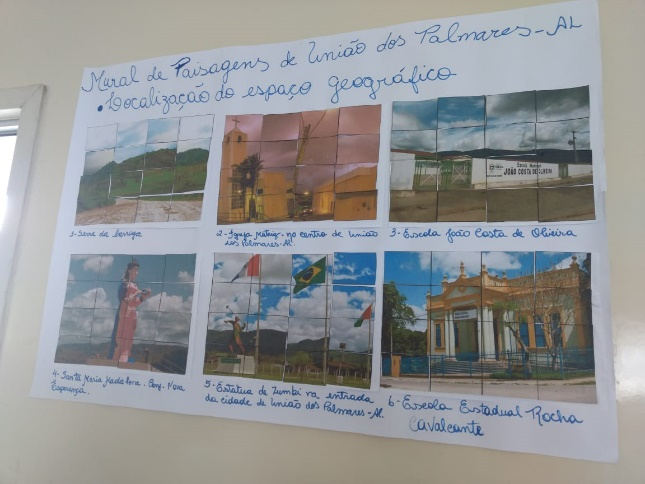 Mural de Paisagens de União dos Palmares - AL
• Localização do espaço geográfico
1- Serra da Barriga
2- Igreja Matriz - no centro de União
dos Palmares-Al.
3- Escola João Costa de Oliveira
JOÃO COSTA DE OLIVEIRA
4- Santa Maria Madalena. Conj. Nova
Esperança.
5- Estatua de Zumbi na entrada
da cidade de União dos Palmares-Al.
6- Escola Estadual Rocha
Cavalcante